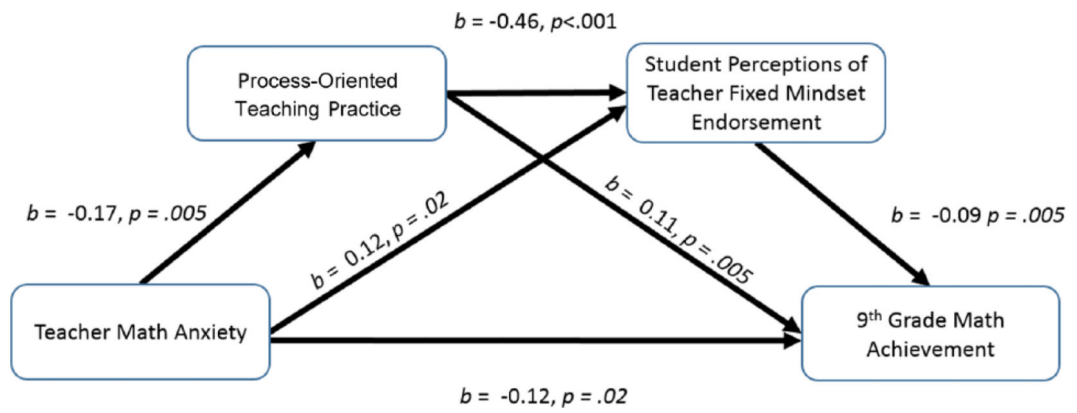 b = -0.46, p<.001
Process-Oriented
Teaching Practice
Student Perceptions of
Teacher Fixed Mindset
Endorsement
b = -0.17, p = .005
b = 0.12, p = .02
b = 0.11, p = .005
b = -0.09 p = .005
Teacher Math Anxiety
9th Grade Math
Achievement
b = -0.12, p = .02